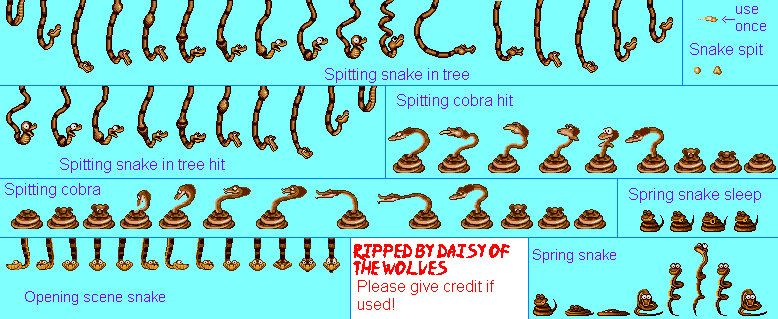 use
once
Snake spit
Spitting snake in tree
Spitting cobra hit
Spitting snake in tree hit
Spitting cobra
Spring snake sleep
RIPPED BY DAISY OF
THE WOLVES
Please give credit if
used!
Spring snake
Opening scene snake